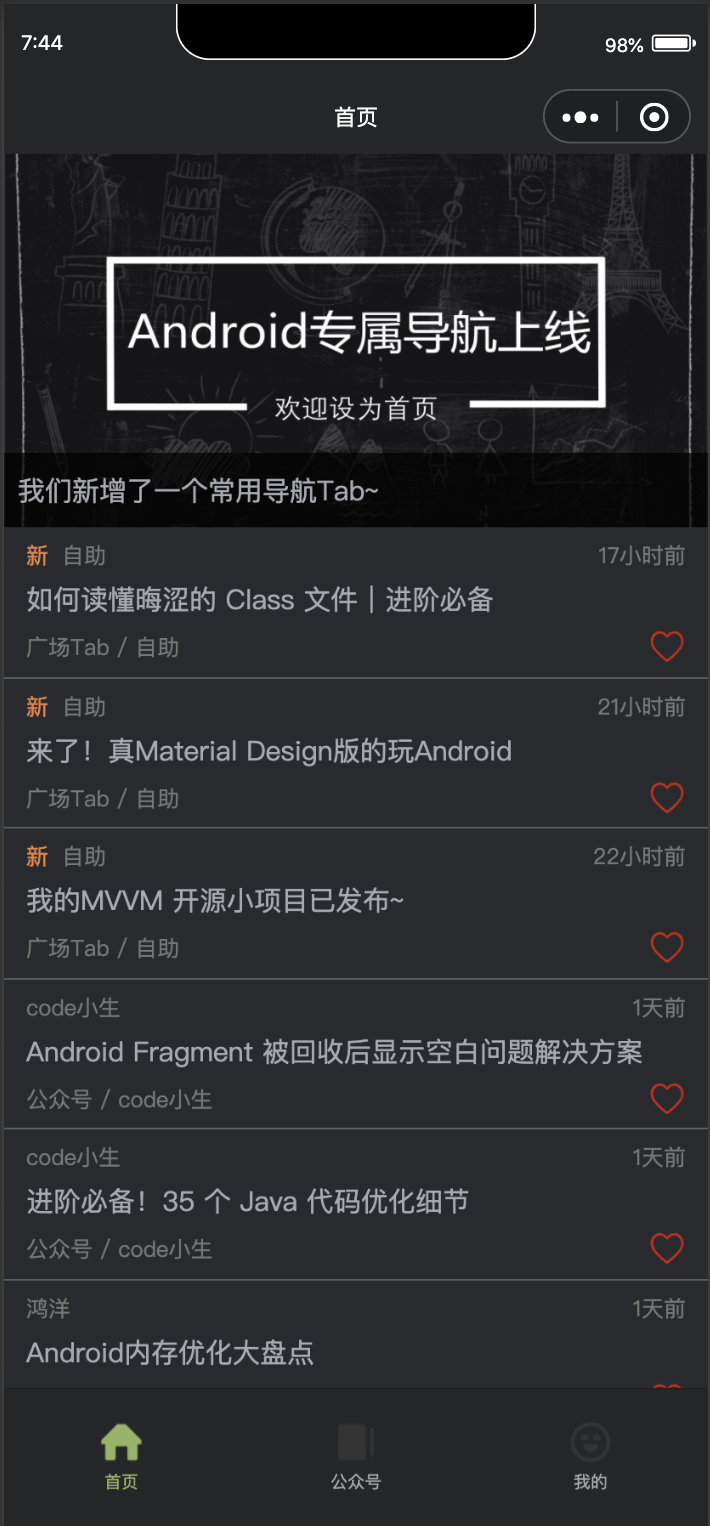 7:44
98%
首页
Android专属导航上线
欢迎设为首页
我们新增了一个常用导航Tab~
新 自助 17小时前
如何读懂晦涩的 Class 文件｜进阶必备
广场Tab / 自助
新 自助 21小时前
来了！真Material Design版的玩Android
广场Tab / 自助
新 自助 22小时前
我的MVVM 开源小项目已发布~
广场Tab / 自助
code小生 1天前
Android Fragment 被回收后显示空白问题解决方案
公众号 / code小生
code小生 1天前
进阶必备！35 个 Java 代码优化细节
公众号 / code小生
鸿洋 1天前
Android内存优化大盘点
首页 公众号 我的